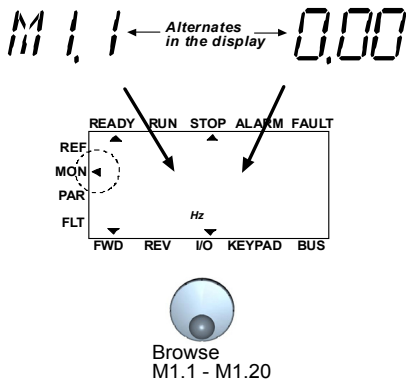 M1.1
Alternates
in the display
0.00
READY RUN STOP ALARM FAULT
REF
MON
PAR
FLT
Hz
FWD REV I/O KEYPAD BUS
Browse
M1.1 - M1.20